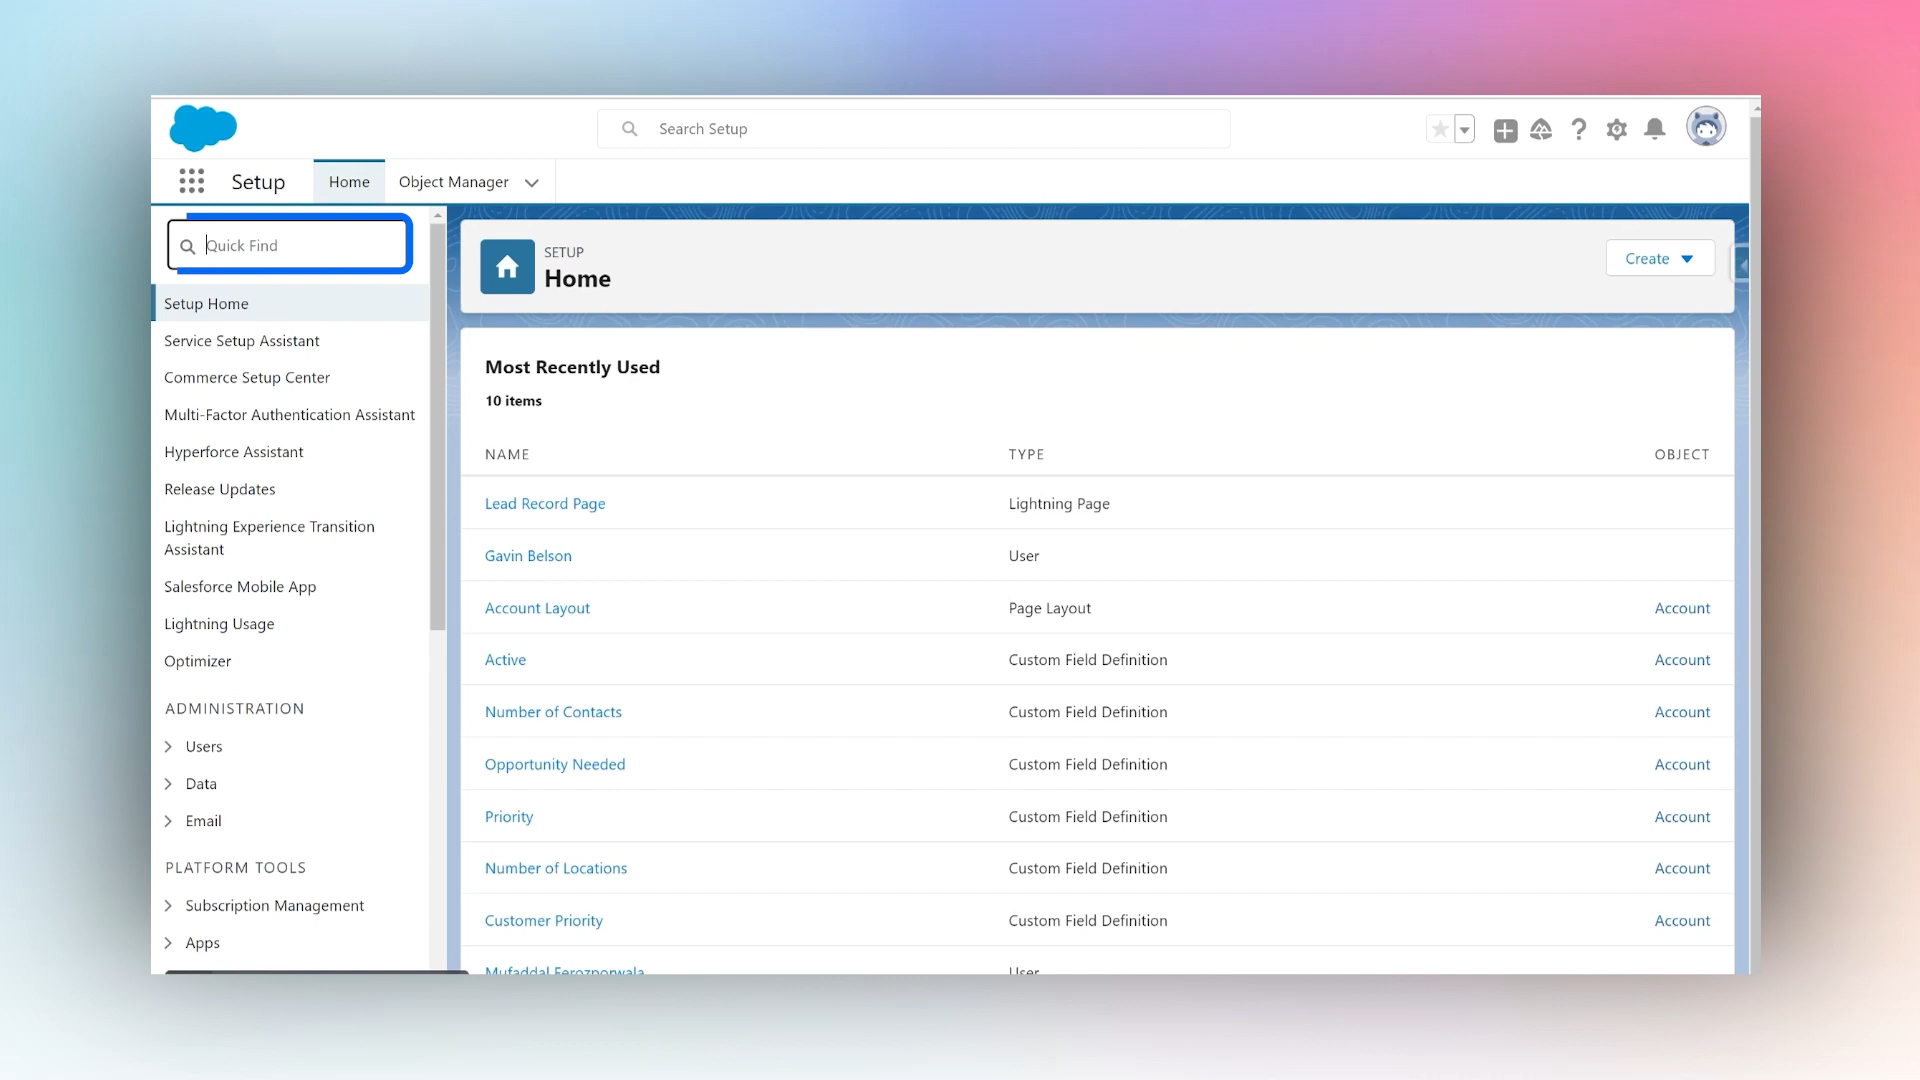 Search Setup
Setup
Home
Object Manager
Quick Find
Setup Home
Service Setup Assistant
Commerce Setup Center
Multi-Factor Authentication Assistant
Hyperforce Assistant
Release Updates
Lightning Experience Transition
Assistant
Salesforce Mobile App
Lightning Usage
Optimizer
ADMINISTRATION
Users
Data
Email
PLATFORM TOOLS
Subscription Management
Apps
SETUP
Home
Create
Most Recently Used
10 items
NAME TYPE OBJECT
Lead Record Page Lightning Page
Gavin Belson User
Account Layout Page Layout Account
Active Custom Field Definition Account
Number of Contacts Custom Field Definition Account
Opportunity Needed Custom Field Definition Account
Priority Custom Field Definition Account
Number of Locations Custom Field Definition Account
Customer Priority Custom Field Definition Account
Mufaddal Ferozporwala User